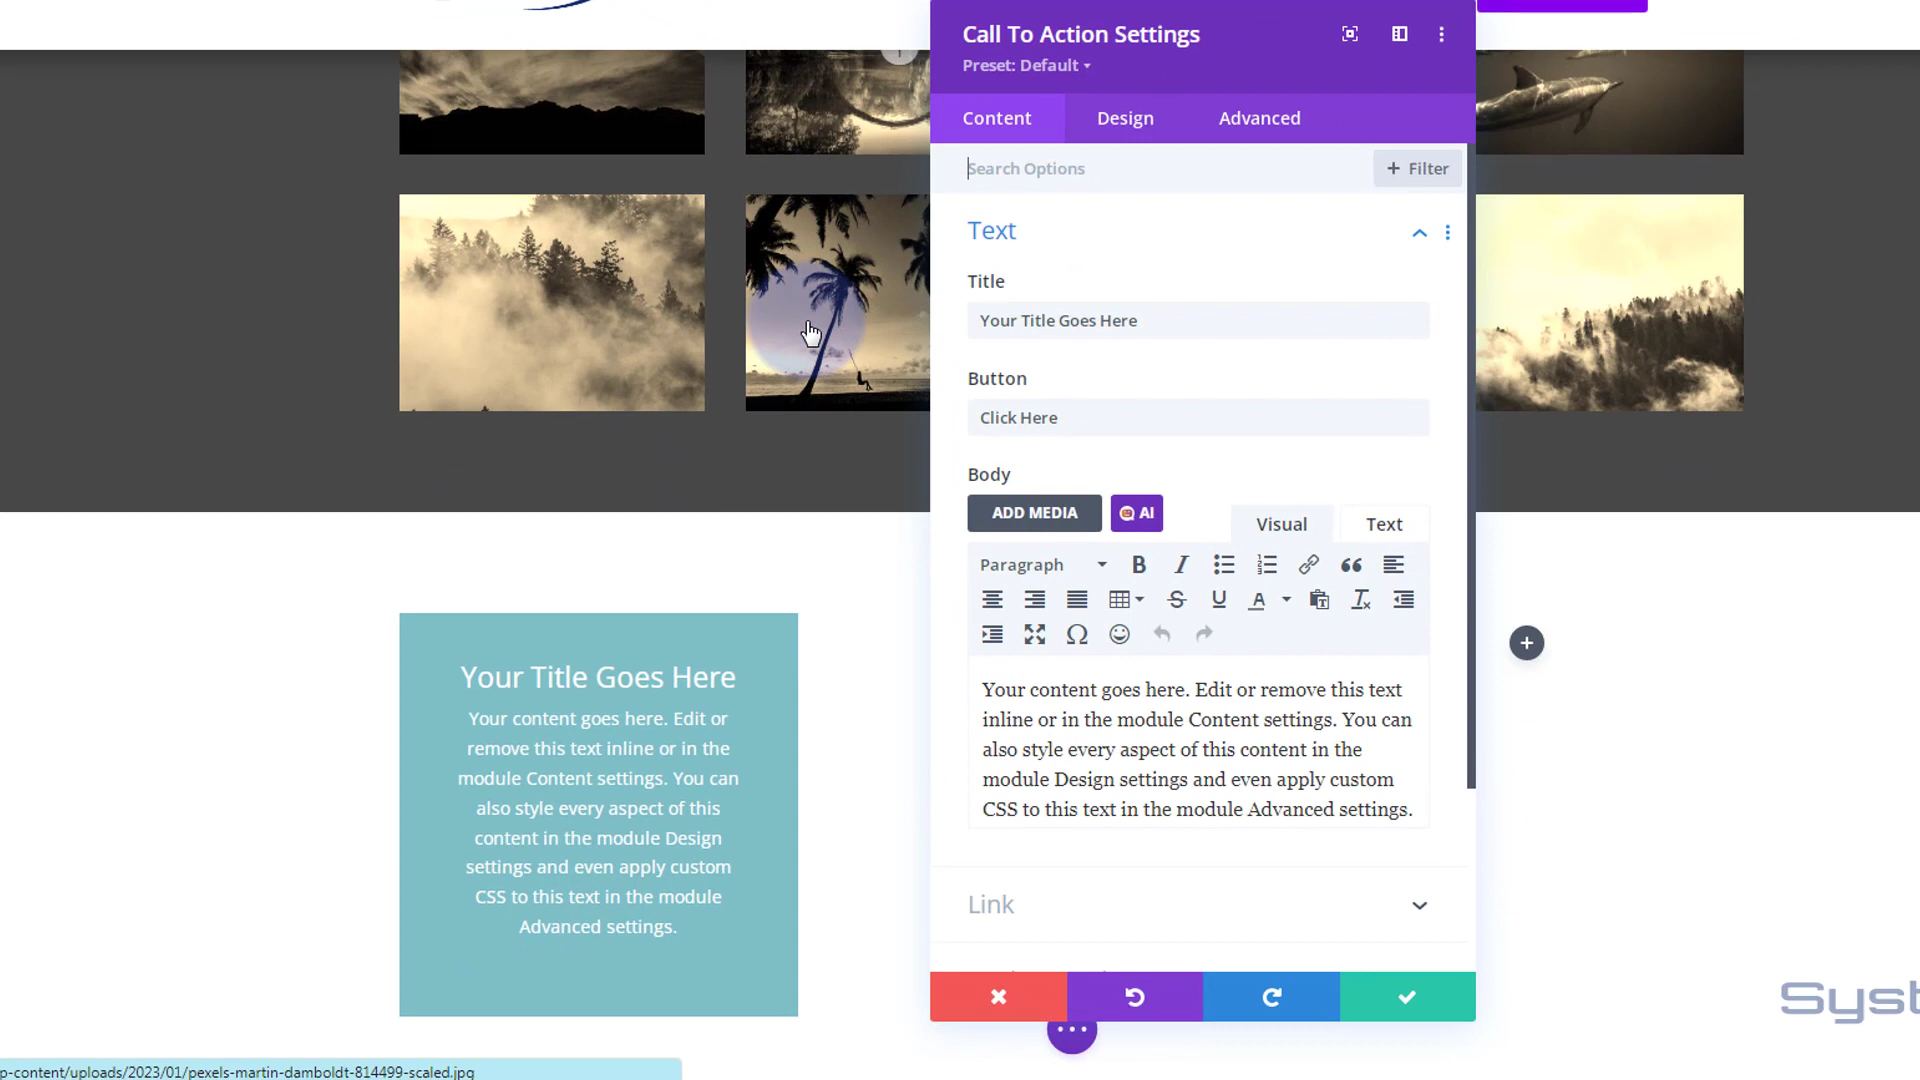 Call To Action Settings
Preset: Default
Content
Design
Advanced
Search Options
+ Filter
Text
Title
Your Title Goes Here
Button
Click Here
Body
ADD MEDIA
AI
Visual
Text
Paragraph
Your content goes here. Edit or remove this text
inline or in the module Content settings. You can
also style every aspect of this content in the
module Design settings and even apply custom
CSS to this text in the module Advanced settings.
Link
Your Title Goes Here
Your content goes here. Edit or
remove this text inline or in the
module Content settings. You can
also style every aspect of this
content in the module Design
settings and even apply custom
CSS to this text in the module
Advanced settings.
Syst
p-content/uploads/2023/01/pexels-martin-damboldt-814499-scaled.jpg